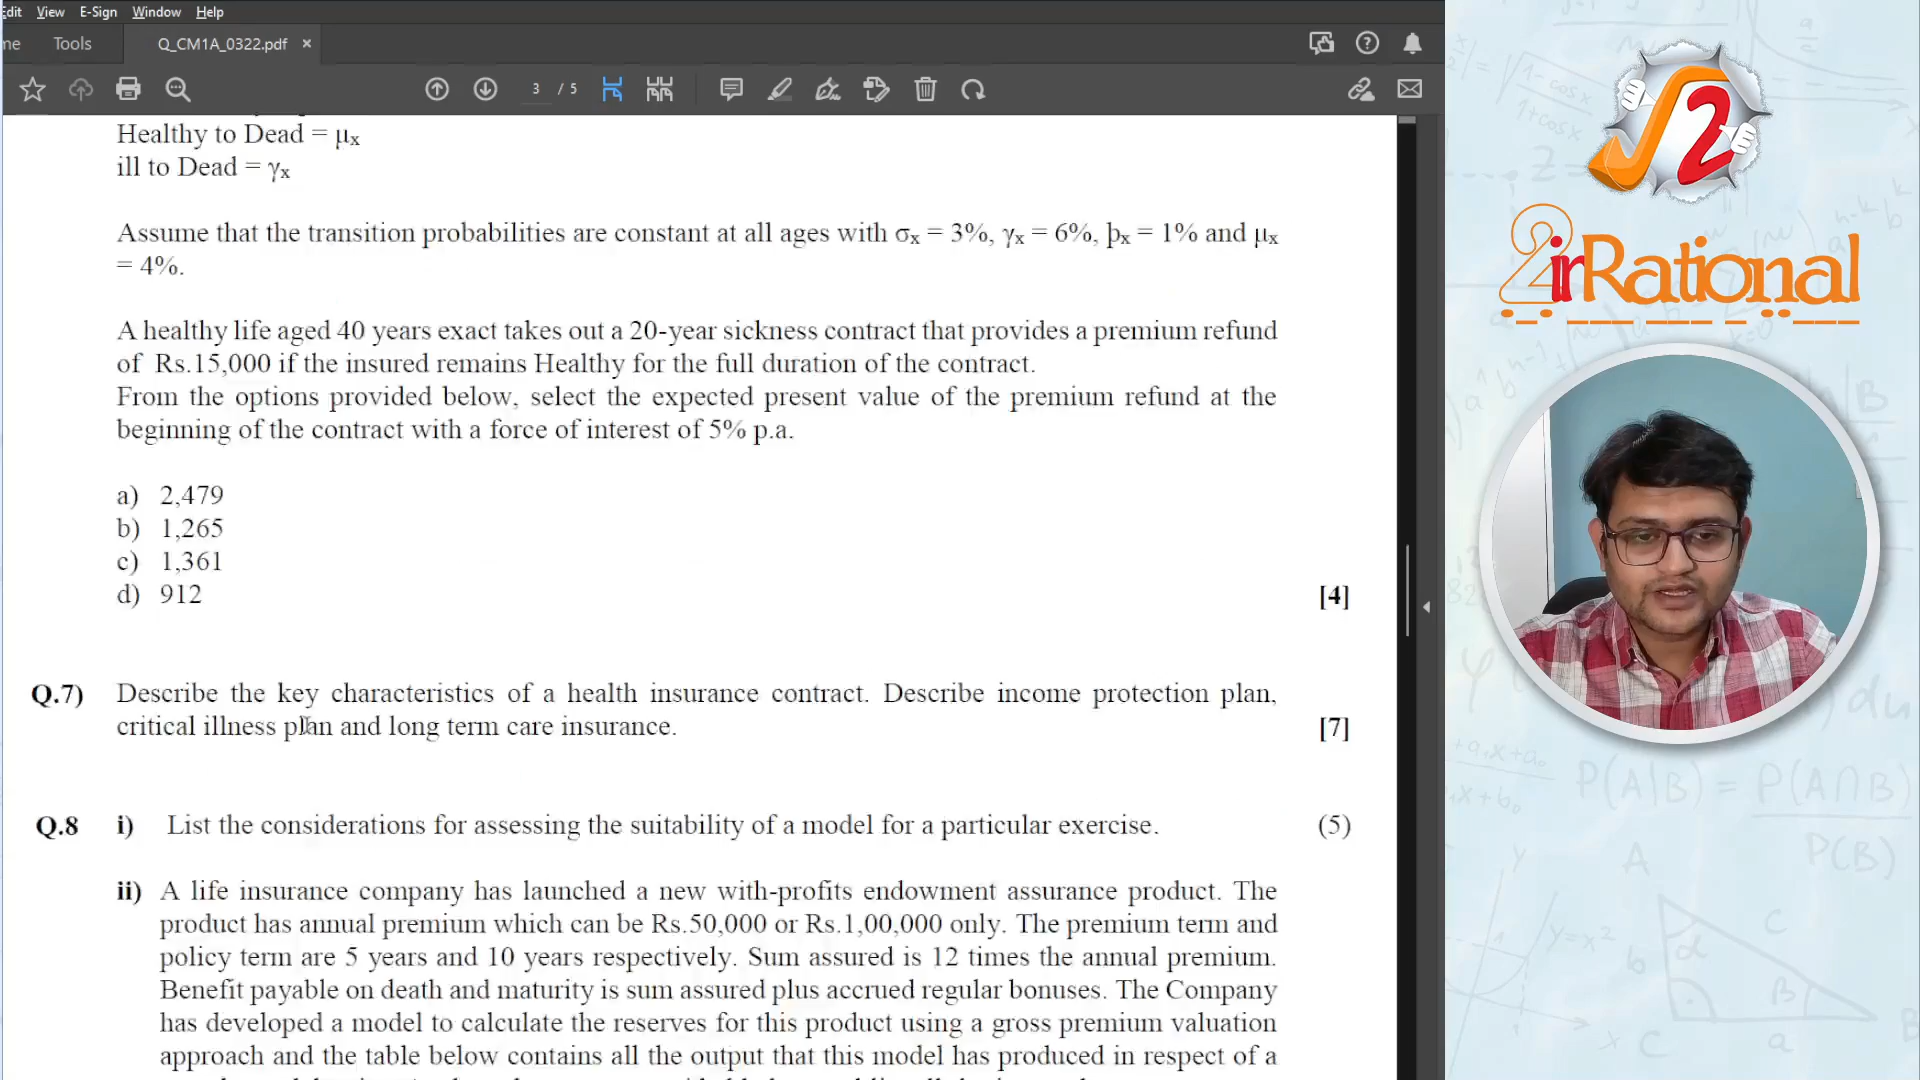 Edit View E-Sign Window Help
me Tools Q_CM1A_0322.pdf ×
3 / 5
Healthy to Dead = μx
ill to Dead = γx
Assume that the transition probabilities are constant at all ages with σx = 3%, γx = 6%, þx = 1% and μx
= 4%.
A healthy life aged 40 years exact takes out a 20-year sickness contract that provides a premium refund
of Rs.15,000 if the insured remains Healthy for the full duration of the contract.
From the options provided below, select the expected present value of the premium refund at the
beginning of the contract with a force of interest of 5% p.a.
a) 2,479
b) 1,265
c) 1,361
d) 912 [4]
Q.7) Describe the key characteristics of a health insurance contract. Describe income protection plan,
critical illness plan and long term care insurance. [7]
Q.8 i) List the considerations for assessing the suitability of a model for a particular exercise. (5)
ii) A life insurance company has launched a new with-profits endowment assurance product. The
product has annual premium which can be Rs.50,000 or Rs.1,00,000 only. The premium term and
policy term are 5 years and 10 years respectively. Sum assured is 12 times the annual premium.
Benefit payable on death and maturity is sum assured plus accrued regular bonuses. The Company
has developed a model to calculate the reserves for this product using a gross premium valuation
approach and the table below contains all the output that this model has produced in respect of a
√2
2irRational
P(A|B) = P(A∩B)
P(B)
y=x²